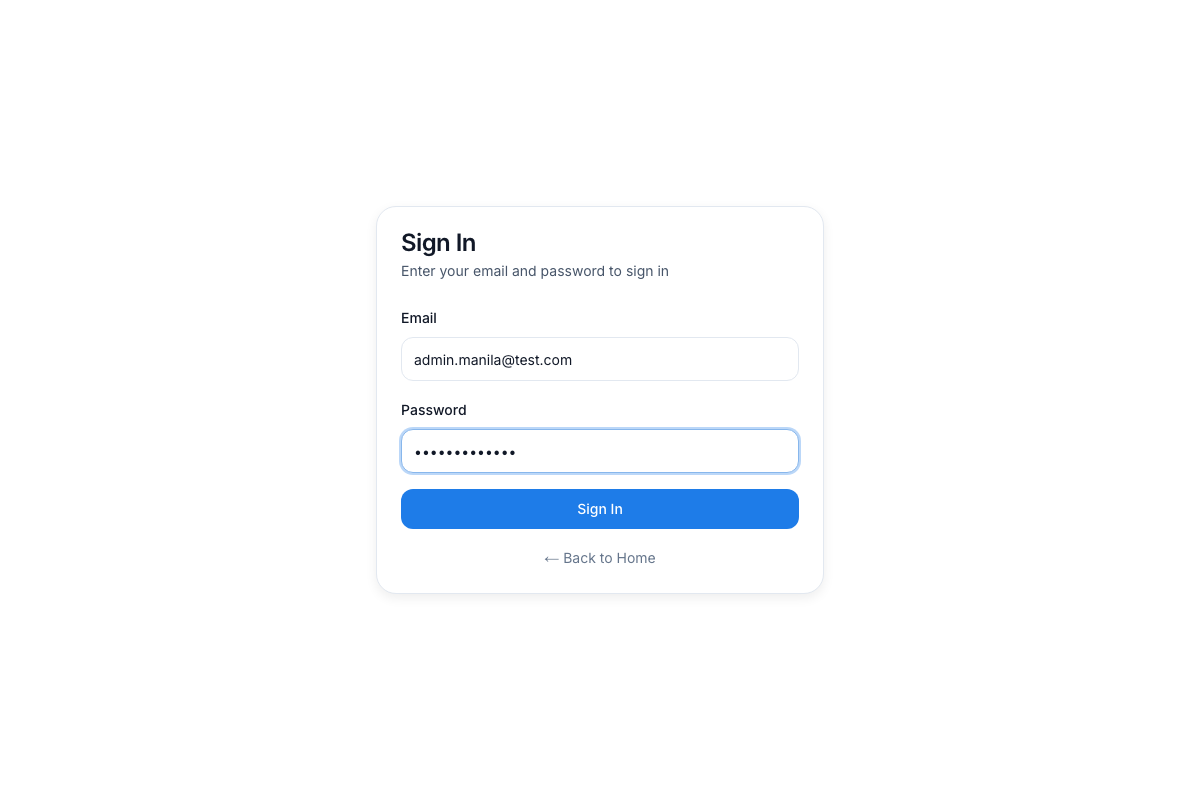 Sign In
Enter your email and password to sign in
Email
admin.manila@test.com
Password
•••••••••••••
Sign In
← Back to Home